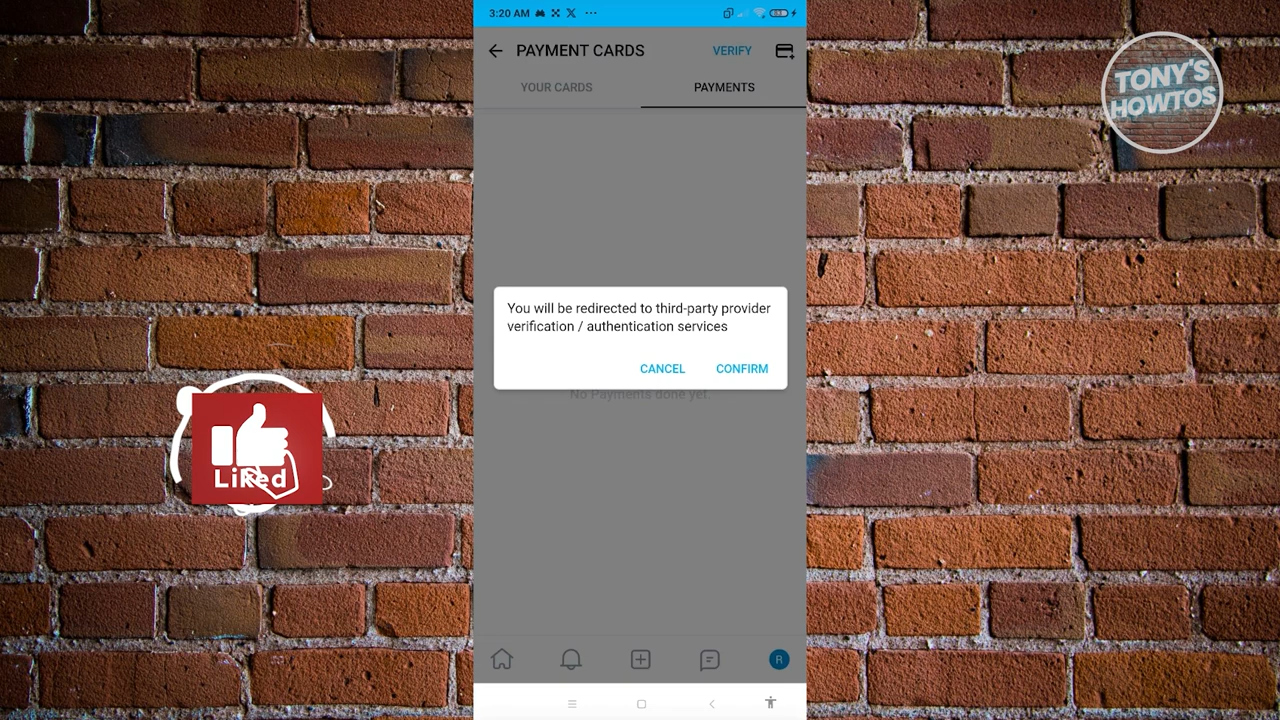 3:20 AM
83
PAYMENT CARDS
VERIFY
YOUR CARDS
PAYMENTS
You will be redirected to third-party provider
verification / authentication services
CANCEL
CONFIRM
No Payments done yet.
R
TONY'S
HOWTOS
Liked